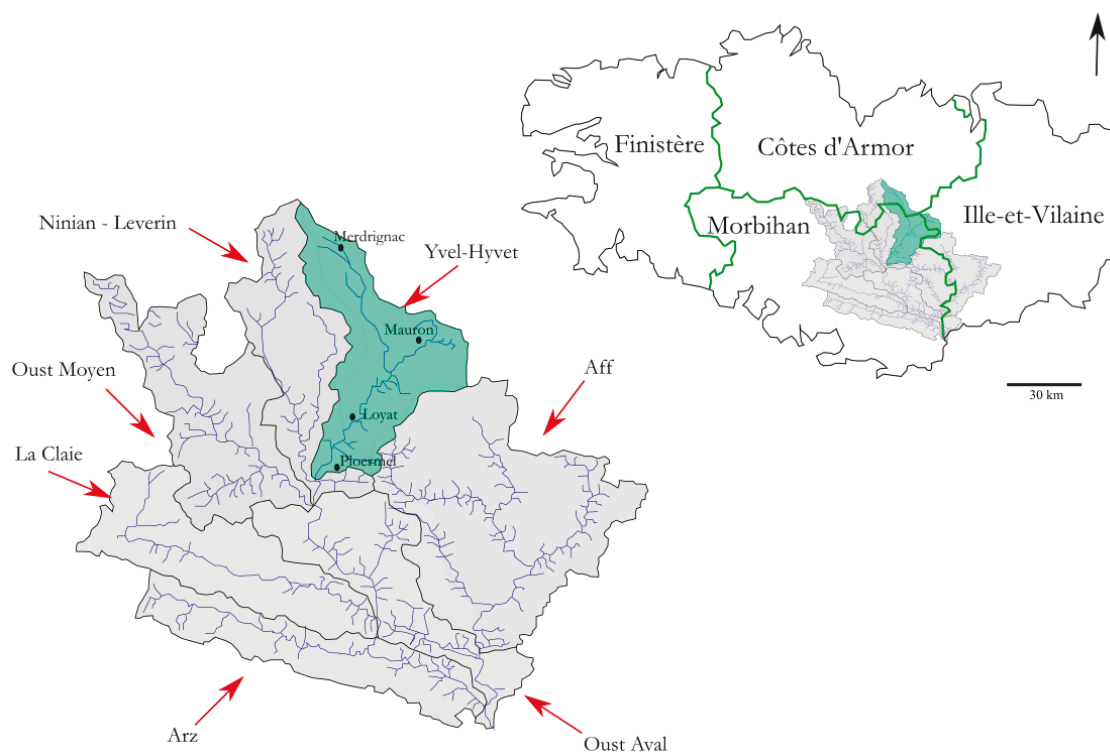 Finistère
Côtes d'Armor
Morbihan
Ille-et-Vilaine
30 km
Ninian - Leverin
Merdrignac
Yvel-Hyvet
Mauron
Oust Moyen
Aff
Loyat
La Claie
Ploermel
Arz
Oust Aval